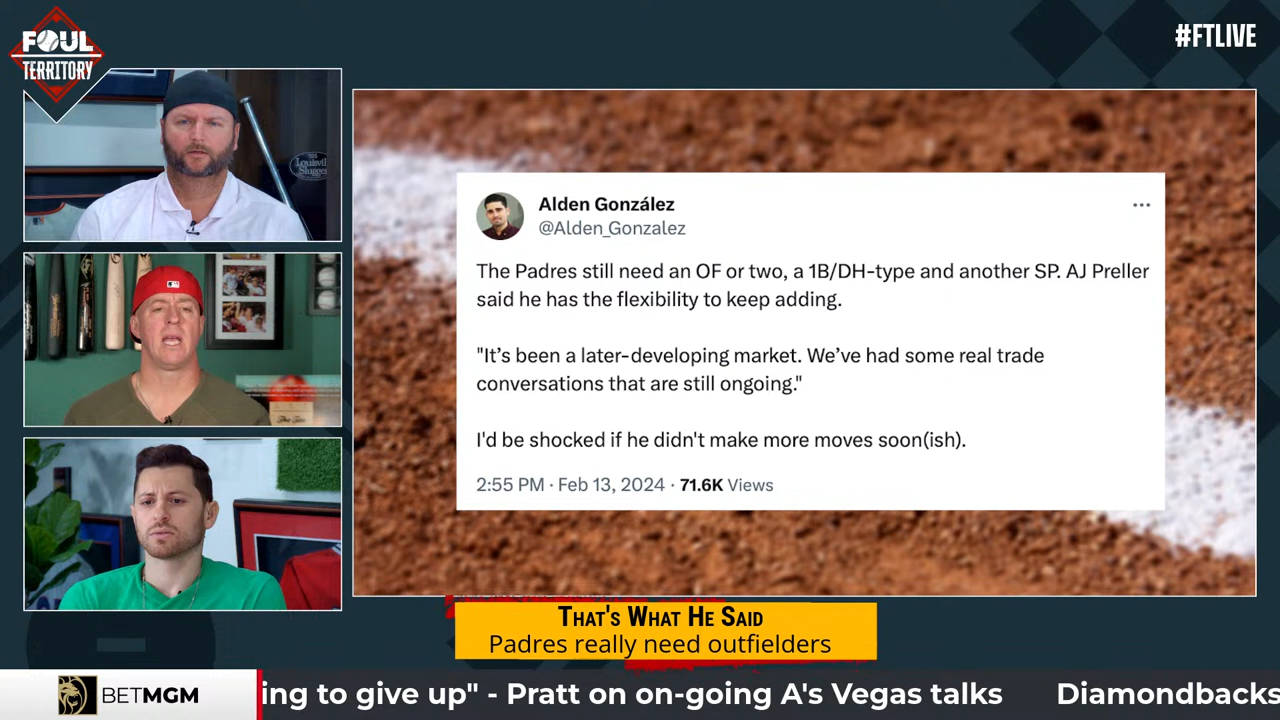 FOUL
TERRITORY
#FTLIVE
Louisville
Slugger
Alden González
@Alden_Gonzalez
The Padres still need an OF or two, a 1B/DH-type and another SP. AJ Preller
said he has the flexibility to keep adding.
"It’s been a later-developing market. We’ve had some real trade
conversations that are still ongoing."
I'd be shocked if he didn't make more moves soon(ish).
2:55 PM · Feb 13, 2024 · 71.6K Views
THAT'S WHAT HE SAID
Padres really need outfielders
BETMGM
ing to give up" - Pratt on on-going A's Vegas talks
Diamondbacks